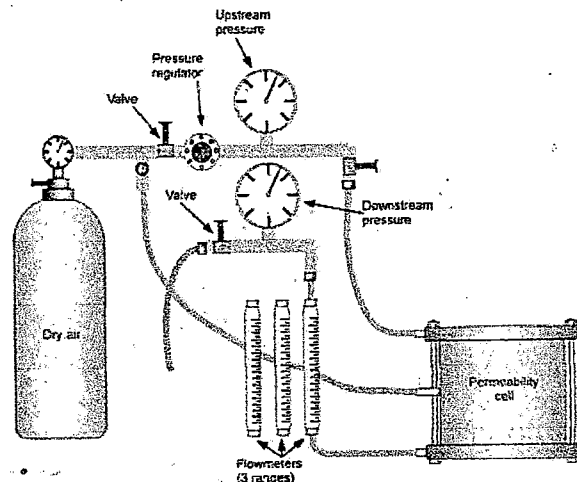 Upstream
pressure
Pressure
regulator
Valve
Valve
Downstream
pressure
Dry air
Permeability
cell
Flowmeters
(3 ranges)